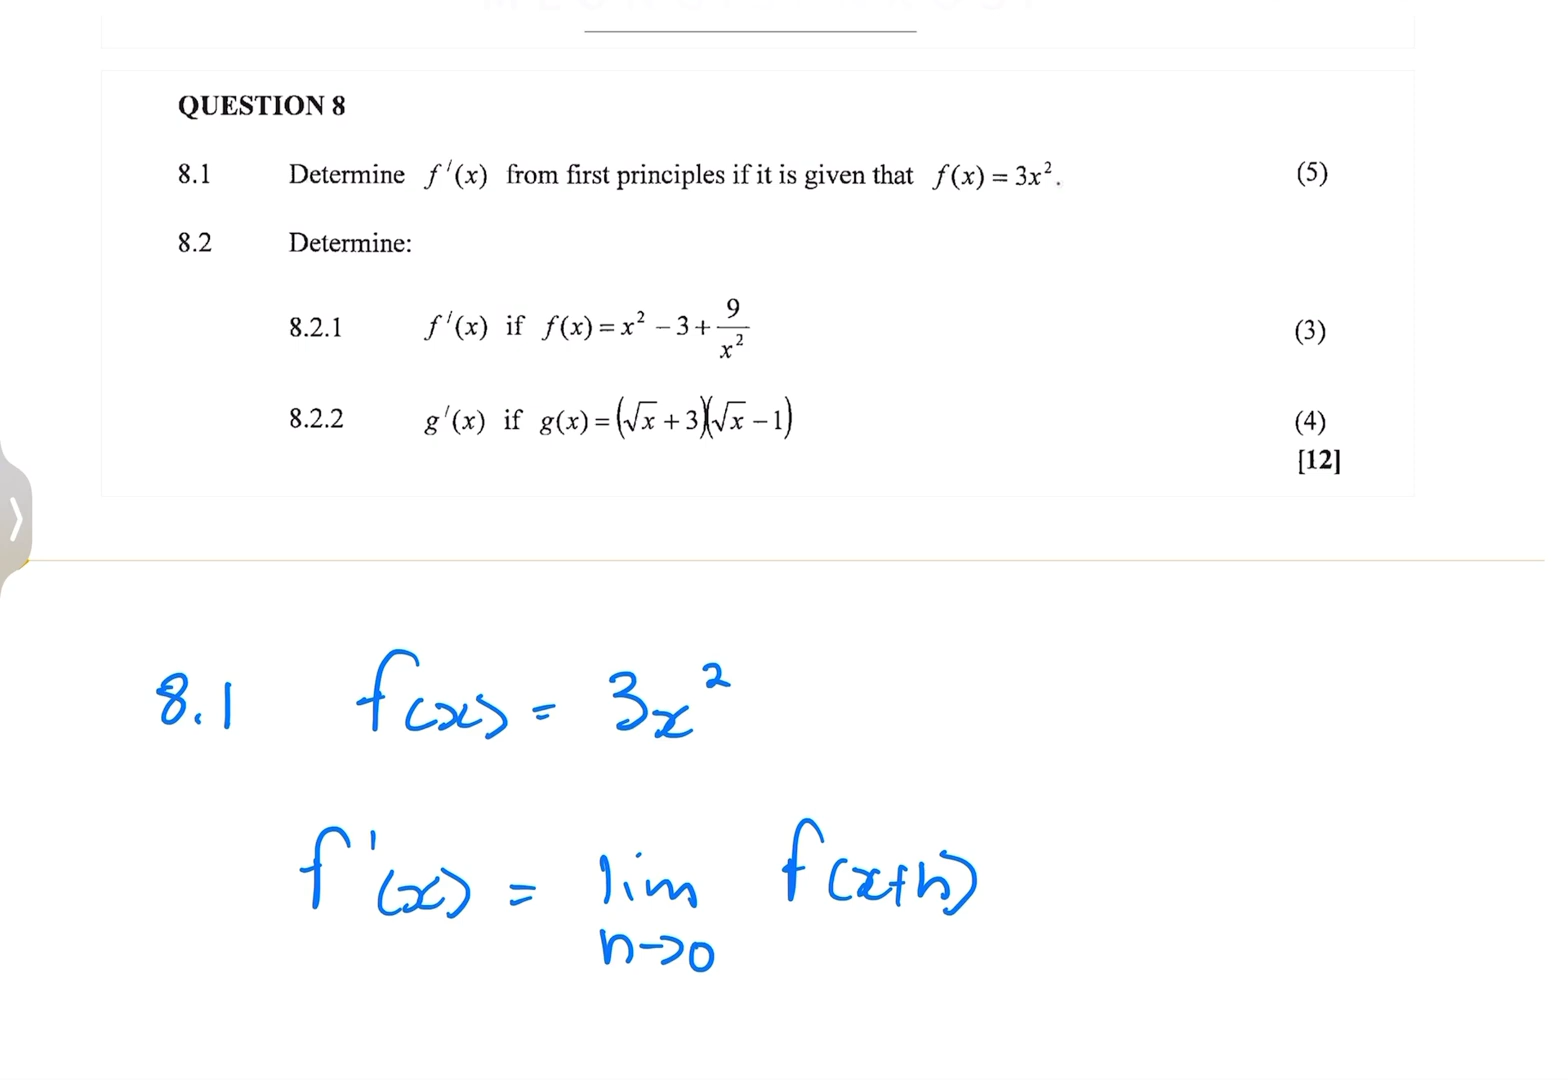 QUESTION 8
8.1 Determine f'(x) from first principles if it is given that f(x) = 3x². (5)
8.2 Determine:
8.2.1 f'(x) if f(x) = x² − 3 + 9/x² (3)
8.2.2 g'(x) if g(x) = (√x + 3)(√x − 1) (4)
[12]
8.1 f(x) = 3x²
f'(x) = lim f(x+h)
h→0